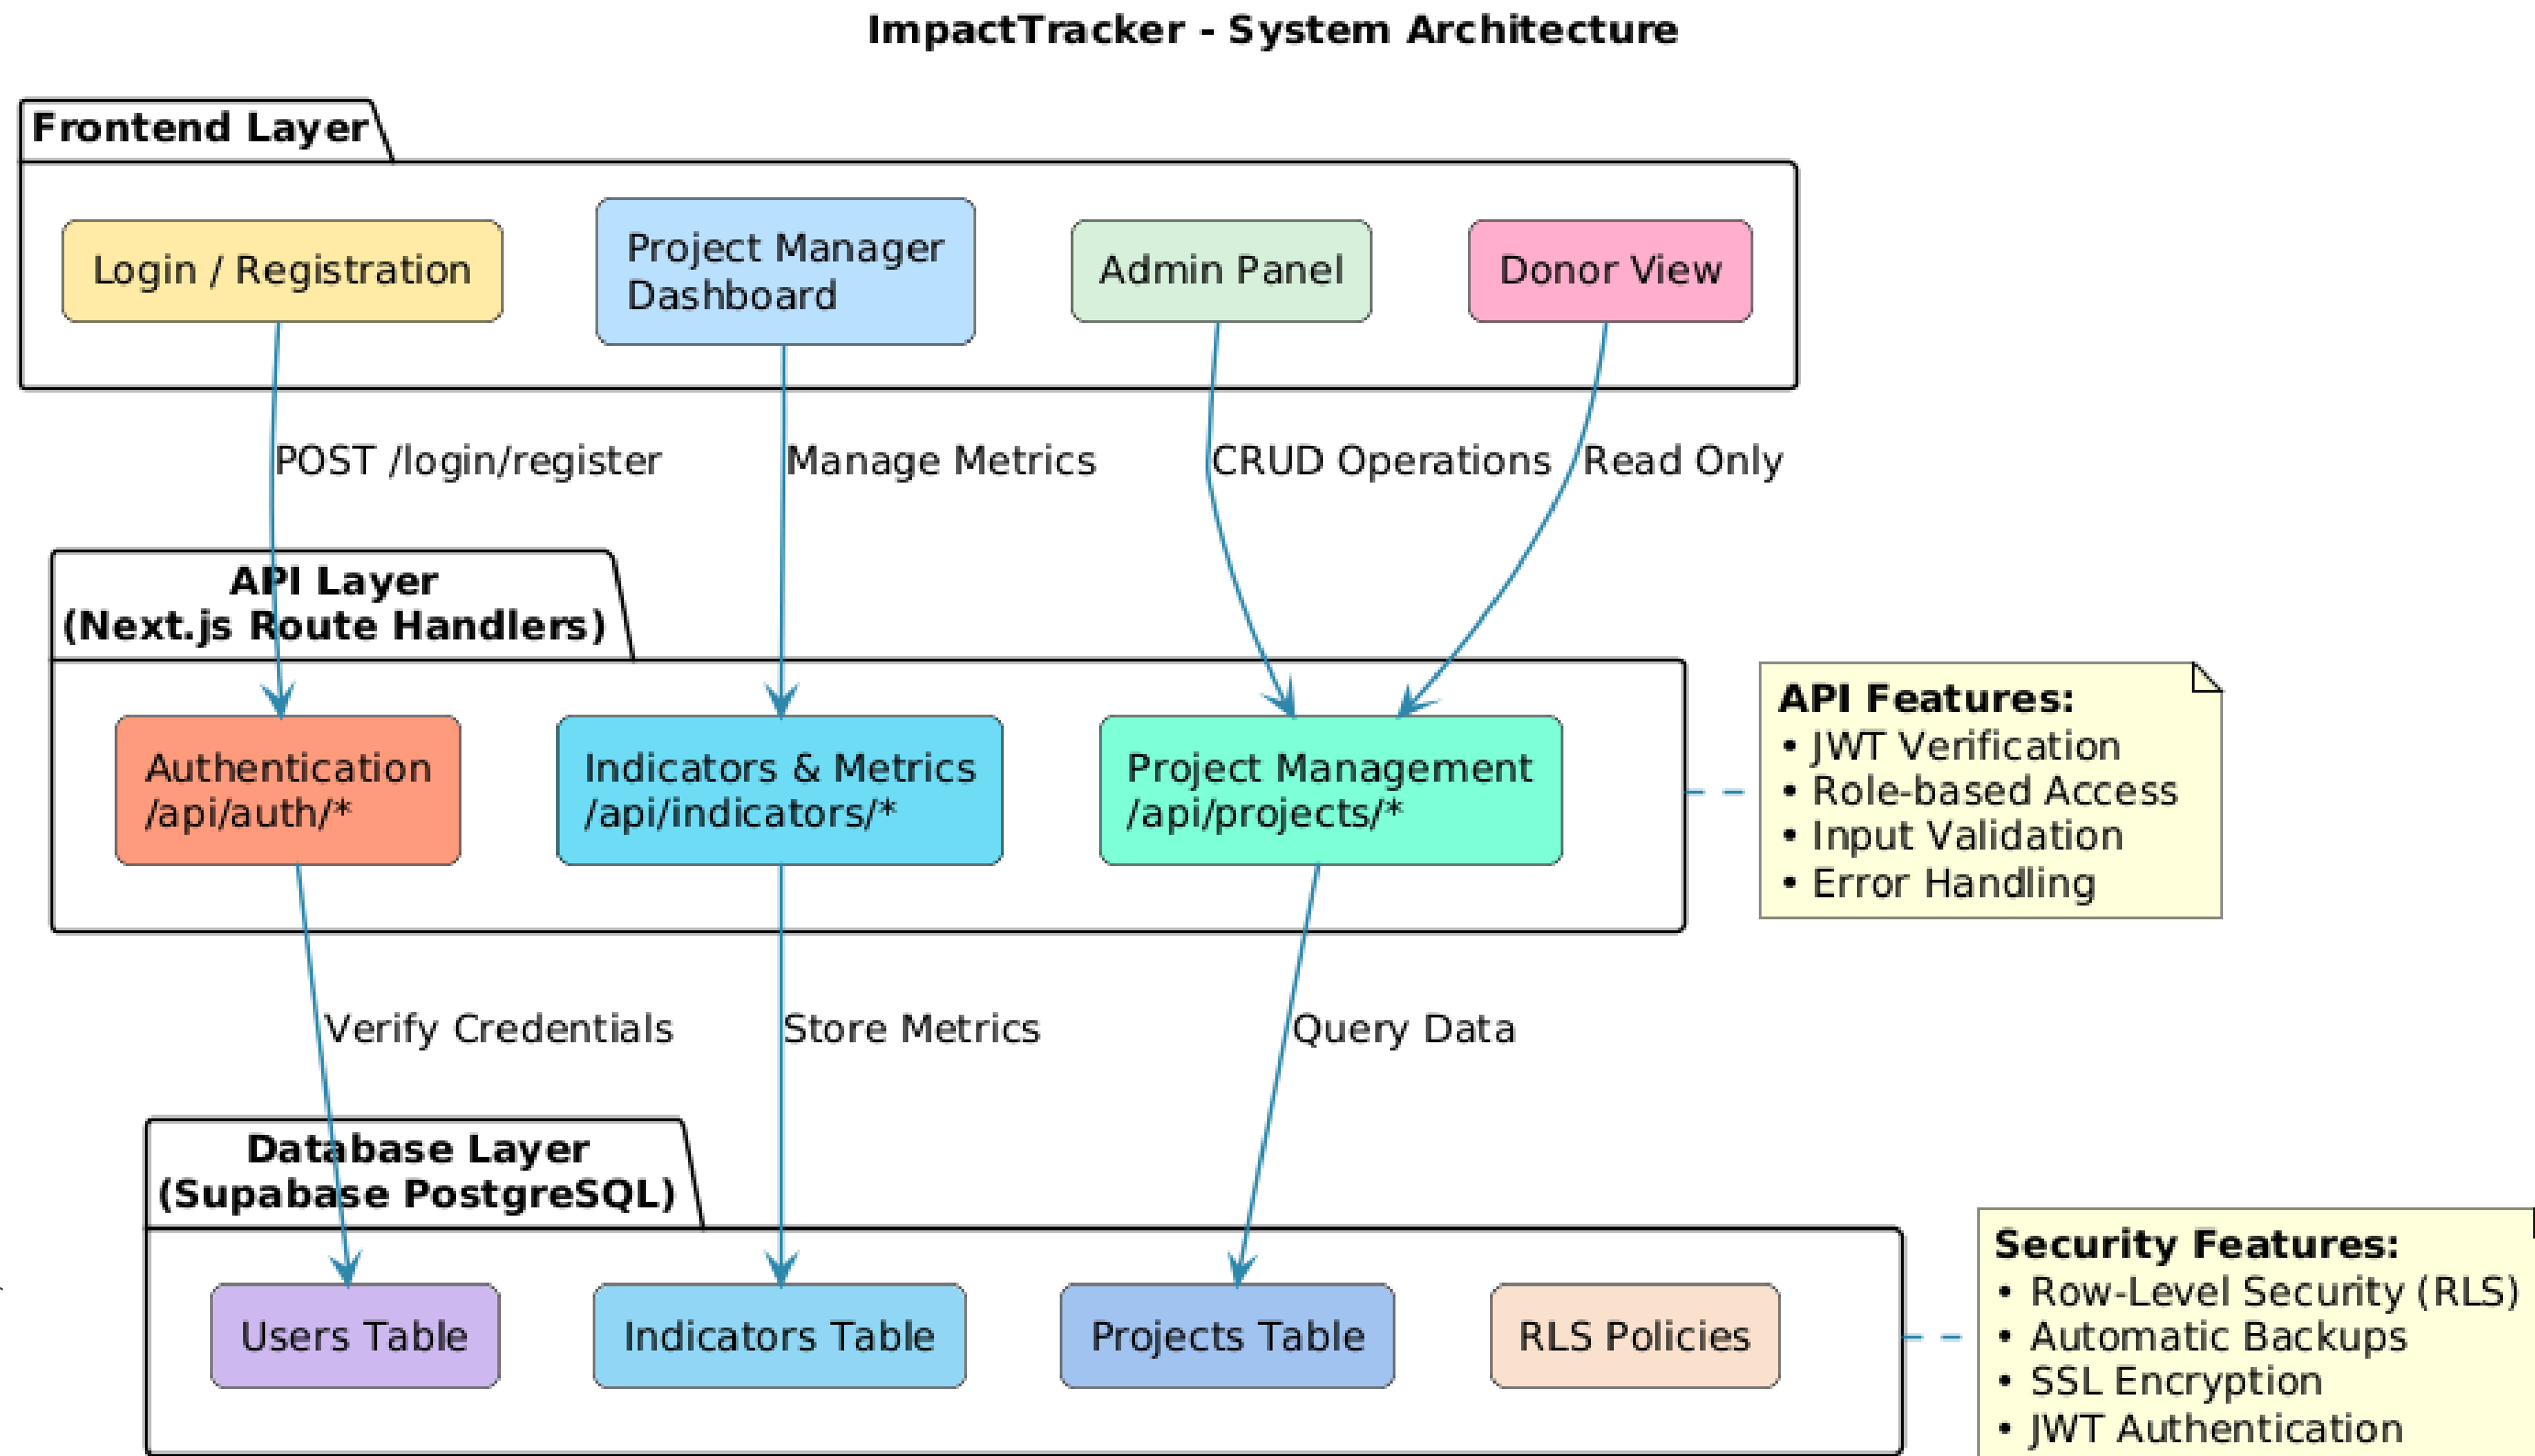 ImpactTracker - System Architecture
Frontend Layer
Login / Registration
Project Manager
Dashboard
Admin Panel
Donor View
POST /login/register
Manage Metrics
CRUD Operations
Read Only
API Layer
(Next.js Route Handlers)
Authentication
/api/auth/*
Indicators & Metrics
/api/indicators/*
Project Management
/api/projects/*
API Features:
• JWT Verification
• Role-based Access
• Input Validation
• Error Handling
Verify Credentials
Store Metrics
Query Data
Database Layer
(Supabase PostgreSQL)
Users Table
Indicators Table
Projects Table
RLS Policies
Security Features:
• Row-Level Security (RLS)
• Automatic Backups
• SSL Encryption
• JWT Authentication